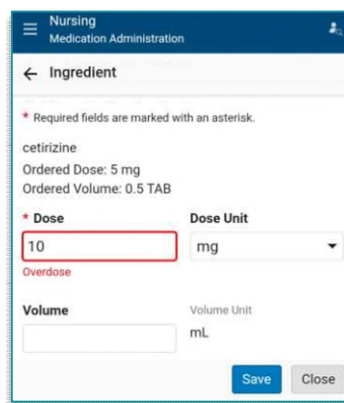 Nursing
Medication Administration
Ingredient
* Required fields are marked with an asterisk.
cetirizine
Ordered Dose: 5 mg
Ordered Volume: 0.5 TAB
* Dose Dose Unit
10 mg
Overdose
Volume Volume Unit
mL
Save Close